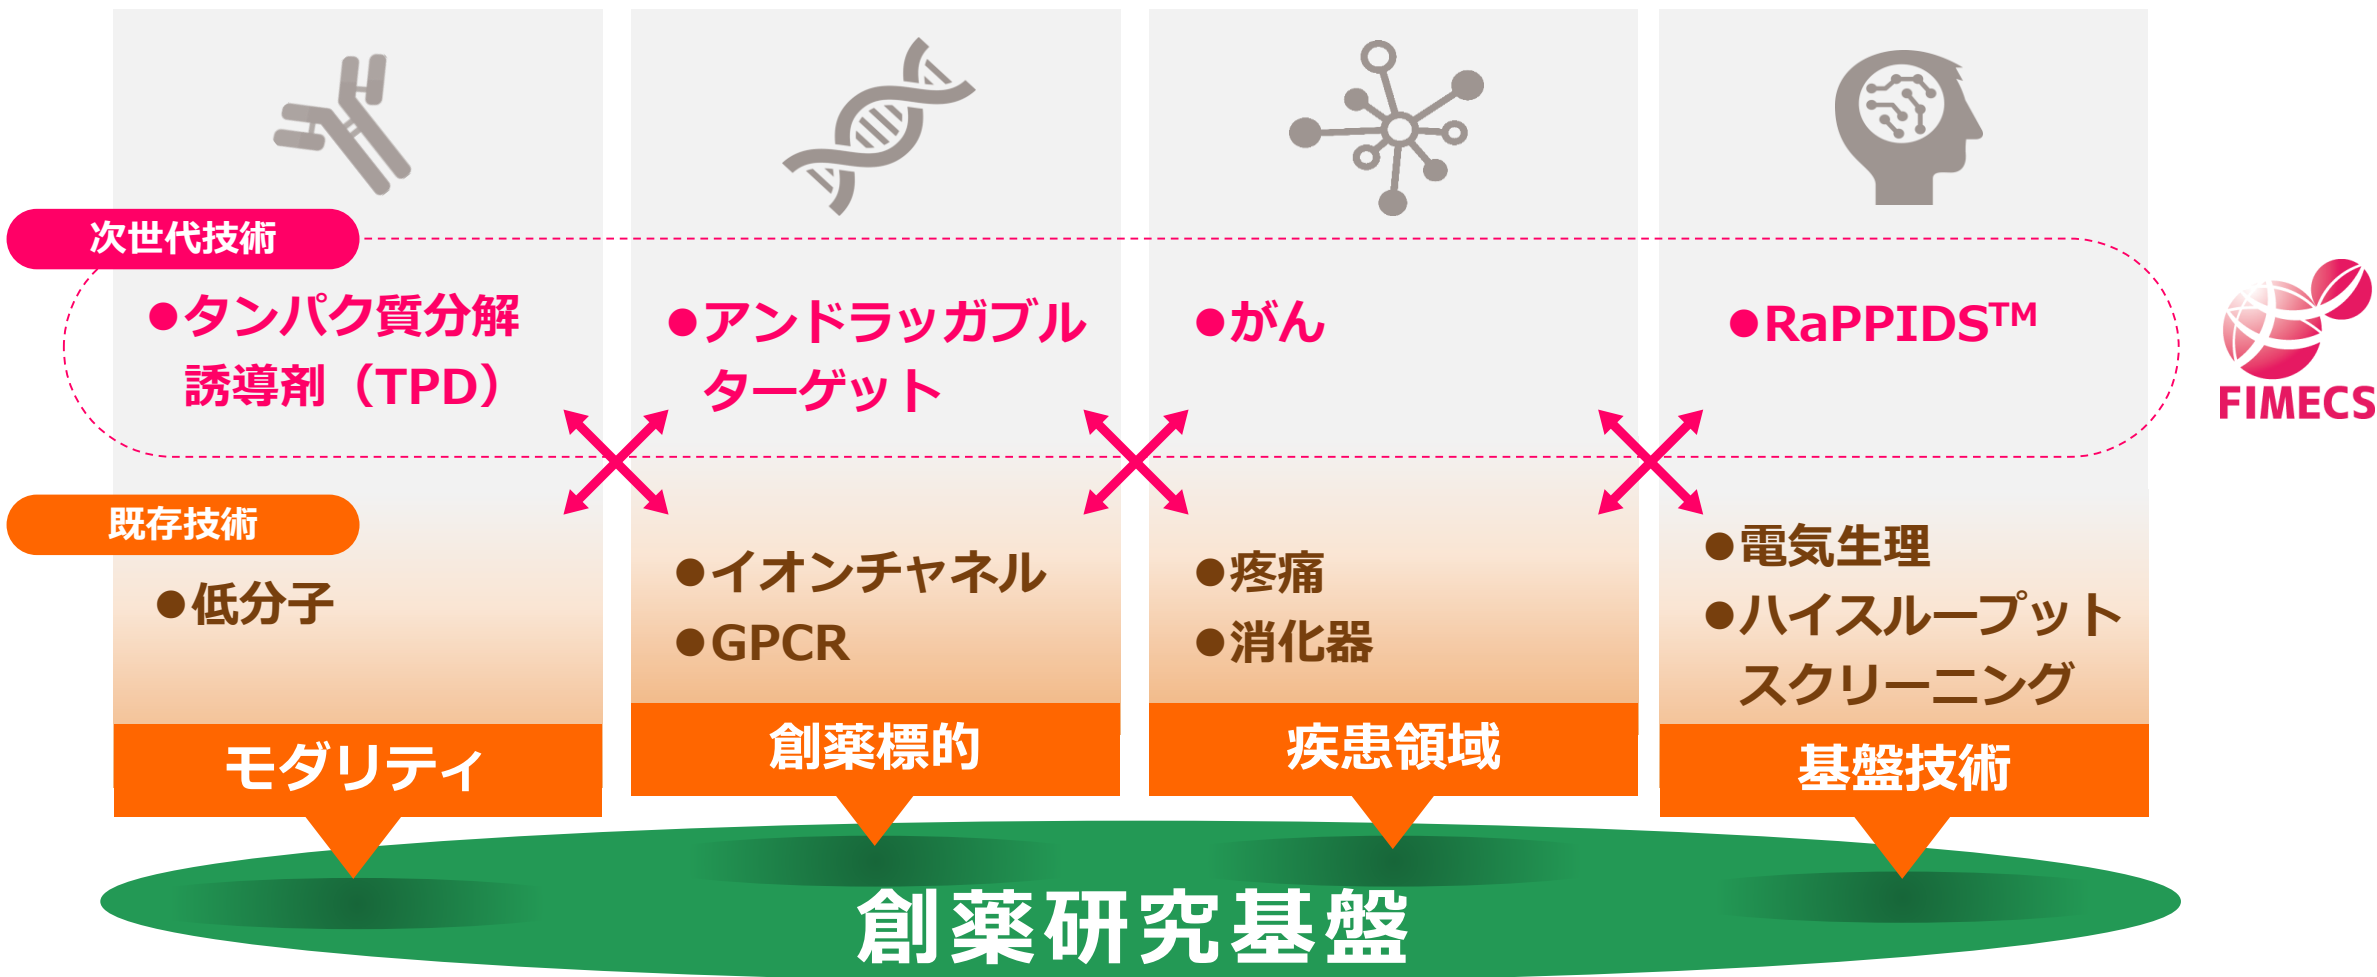 次世代技術
●タンパク質分解
誘導剤（TPD）
●アンドラッガブル
ターゲット
●がん
●RaPPIDS™
FIMECS
既存技術
●低分子
●イオンチャネル
●GPCR
●疼痛
●消化器
●電気生理
●ハイスループット
スクリーニング
モダリティ
創薬標的
疾患領域
基盤技術
創薬研究基盤